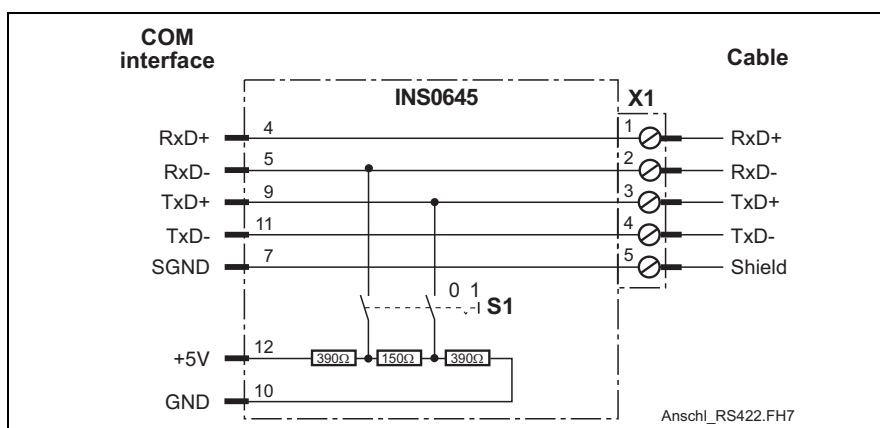 COM
interface
Cable
INS0645
X1
RxD+ 4 1 RxD+
RxD- 5 2 RxD-
TxD+ 9 3 TxD+
TxD- 11 4 TxD-
SGND 7 5 Shield
0 1 S1
+5V 12 390Ω 150Ω 390Ω
GND 10
Anschl_RS422.FH7